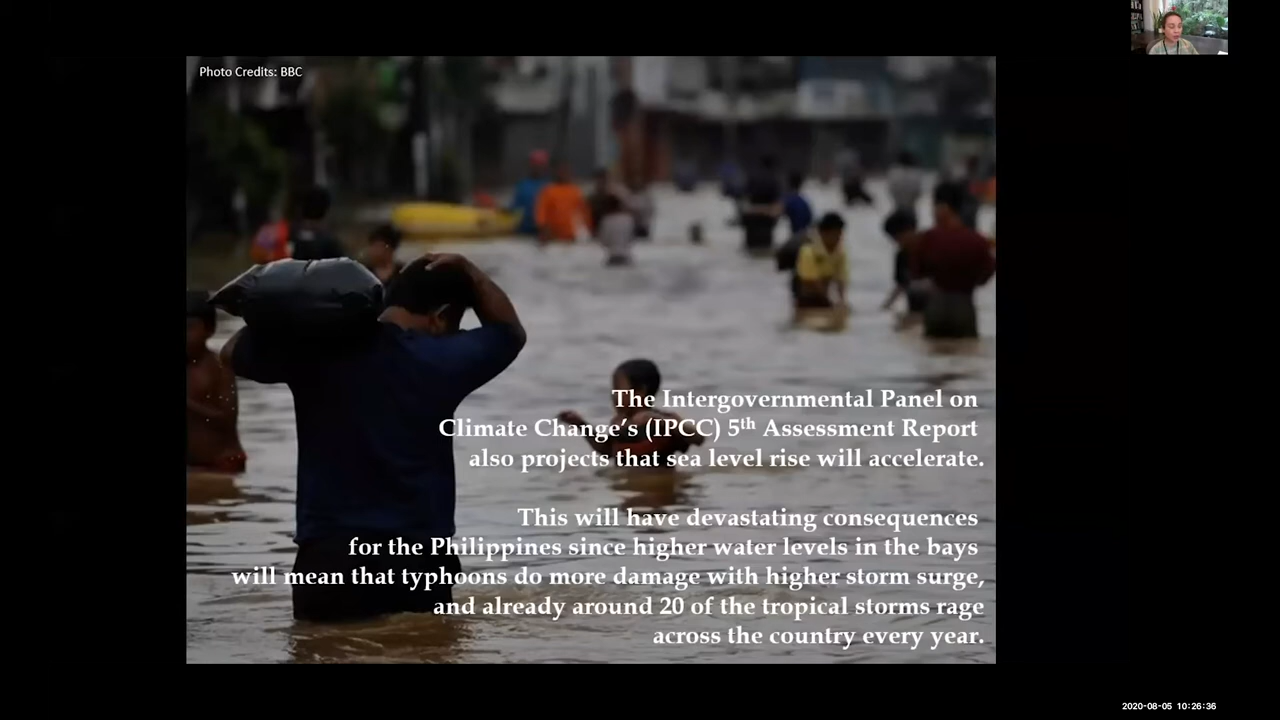 Photo Credits: BBC
The Intergovernmental Panel on
Climate Change's (IPCC) 5th Assessment Report
also projects that sea level rise will accelerate.
This will have devastating consequences
for the Philippines since higher water levels in the bays
will mean that typhoons do more damage with higher storm surge,
and already around 20 of the tropical storms rage
across the country every year.
2020-08-05 10:26:36